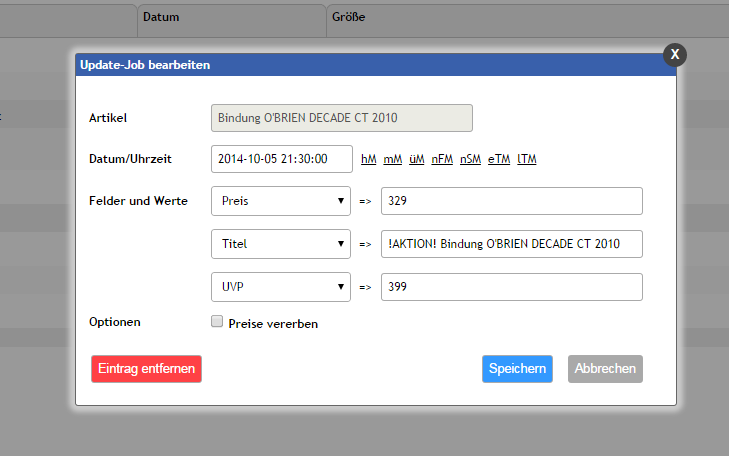 Datum Größe
Update-Job bearbeiten X
Artikel Bindung O'BRIEN DECADE CT 2010
Datum/Uhrzeit 2014-10-05 21:30:00 hM mM üM nFM nSM eTM lTM
Felder und Werte Preis => 329
Titel => !AKTION! Bindung O'BRIEN DECADE CT 2010
UVP => 399
Optionen Preise vererben
Eintrag entfernen Speichern Abbrechen